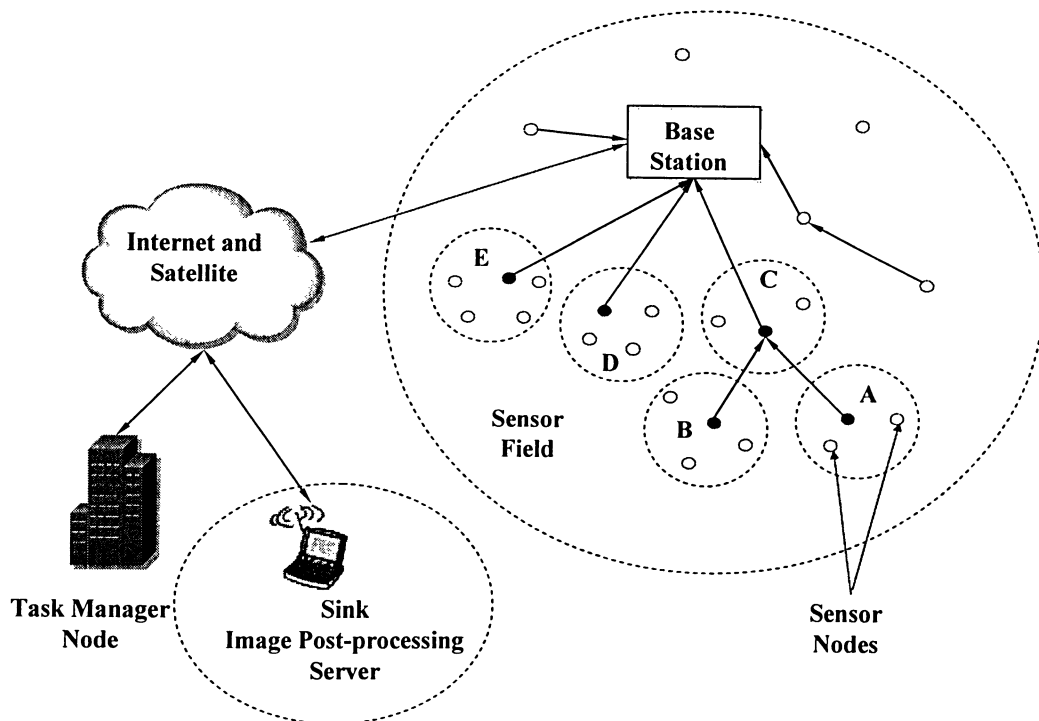 Base
Station
Internet and
Satellite
E
C
D
A
B
Sensor
Field
Task Manager
Node
Sink
Image Post-processing
Server
Sensor
Nodes